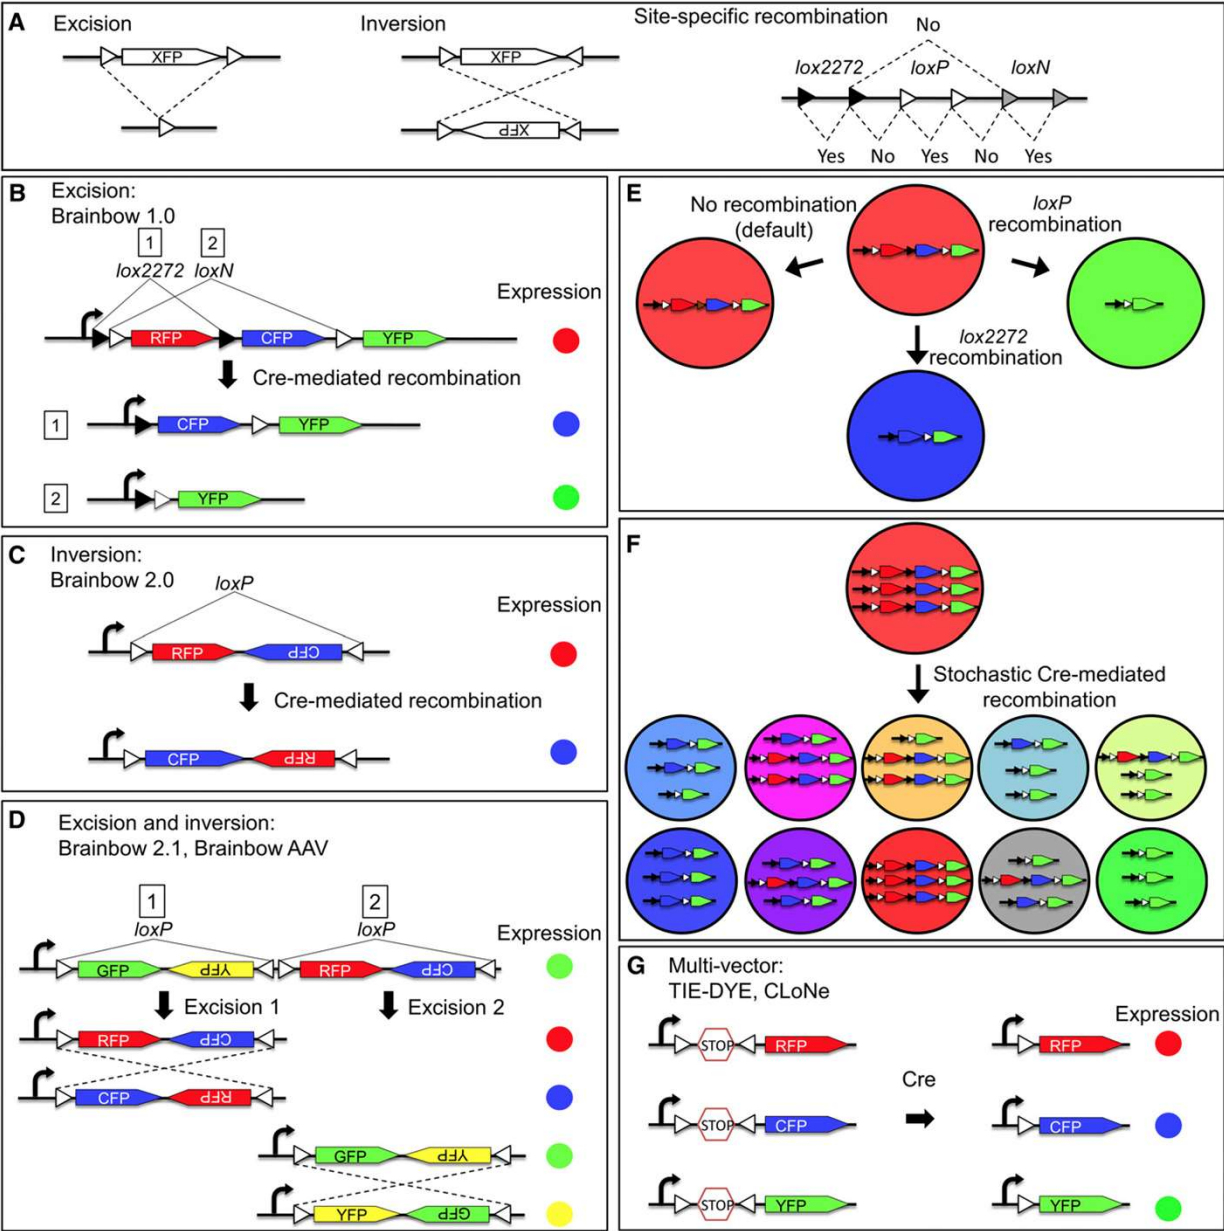 A
Excision
XFP
Inversion
XFP
XFP
Site-specific recombination
No
lox2272
loxP
loxN
Yes
No
Yes
No
Yes
B
Excision:
Brainbow 1.0
1
2
lox2272
loxN
Expression
RFP
CFP
YFP
Cre-mediated recombination
1
CFP
YFP
2
YFP
C
Inversion:
Brainbow 2.0
loxP
Expression
RFP
CFP
Cre-mediated recombination
CFP
RFP
D
Excision and inversion:
Brainbow 2.1, Brainbow AAV
1
2
loxP
loxP
Expression
GFP
YFP
RFP
CFP
Excision 1
Excision 2
RFP
CFP
CFP
RFP
GFP
YFP
YFP
GFP
E
No recombination
(default)
loxP
recombination
lox2272
recombination
F
Stochastic Cre-mediated
recombination
G
Multi-vector:
TIE-DYE, CLoNe
Expression
STOP
RFP
RFP
Cre
STOP
CFP
CFP
STOP
YFP
YFP